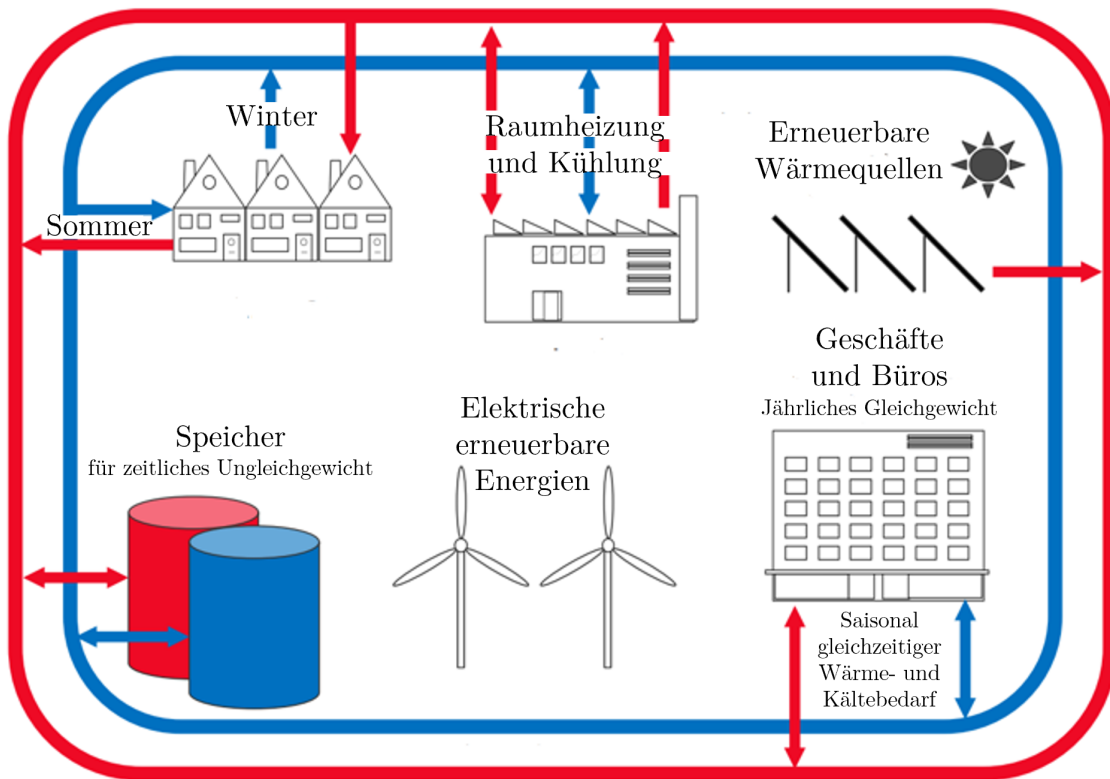 Winter
Sommer
Raumheizung
und Kühlung
Erneuerbare
Wärmequellen
Geschäfte
und Büros
Jährliches Gleichgewicht
Speicher
für zeitliches Ungleichgewicht
Elektrische
erneuerbare
Energien
Saisonal
gleichzeitiger
Wärme- und
Kältebedarf